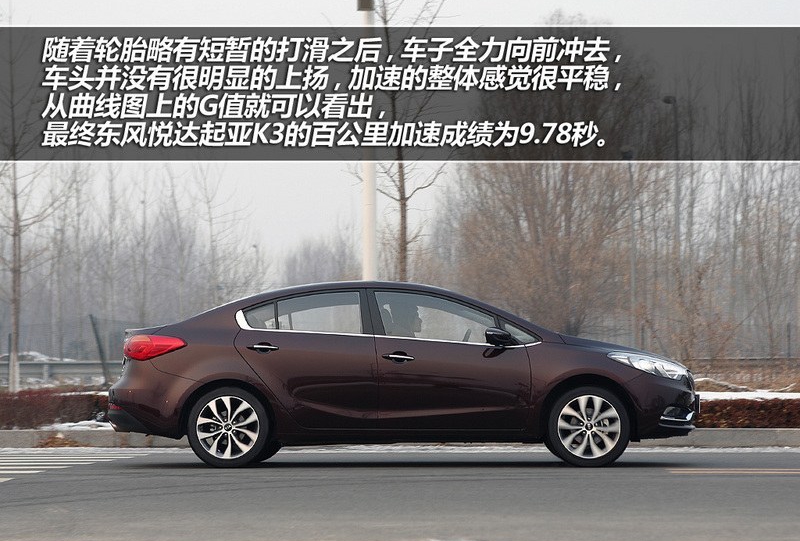 随着轮胎略有短暂的打滑之后，车子全力向前冲去，
车头并没有很明显的上扬，加速的整体感觉很平稳，
从曲线图上的G值就可以看出，
最终东风悦达起亚K3的百公里加速成绩为9.78秒。